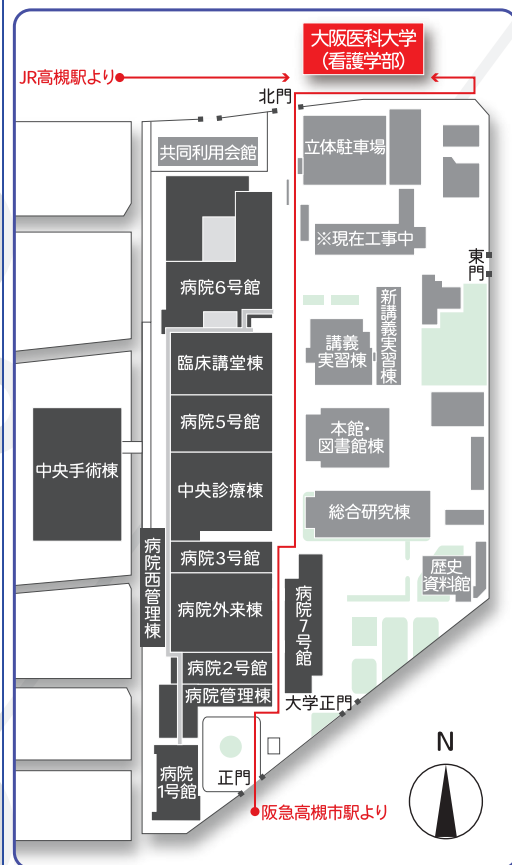 大阪医科大学
（看護学部）
JR高槻駅より
北門
共同利用会館
立体駐車場
※現在工事中
東門
病院6号館
新講義実習棟
講義
実習棟
臨床講堂棟
病院5号館
本館・
図書館棟
中央手術棟
中央診療棟
総合研究棟
病院西管理棟
病院3号館
歴史
資料館
病院7号館
病院外来棟
病院2号館
病院管理棟
大学正門
病院
1号館
正門
N
阪急高槻市駅より